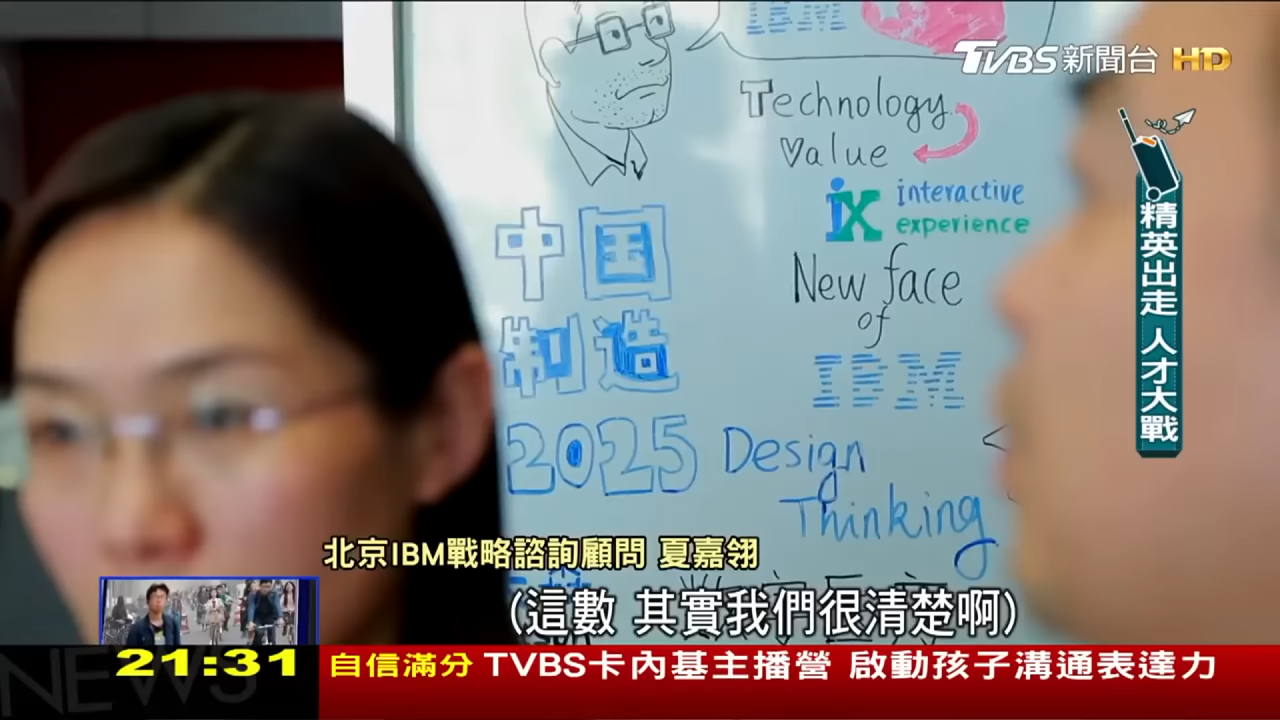 IBM
TVBS新聞台 HD
Technology
Value
iX interactive
experience
New face
of
IBM
中国
制造
2025
Design
Thinking
精英出走 人才大戰
北京IBM戰略諮詢顧問 夏嘉翎
(這數 其實我們很清楚啊)
NEWS
21:31
自信滿分 TVBS卡內基主播營 啟動孩子溝通表達力